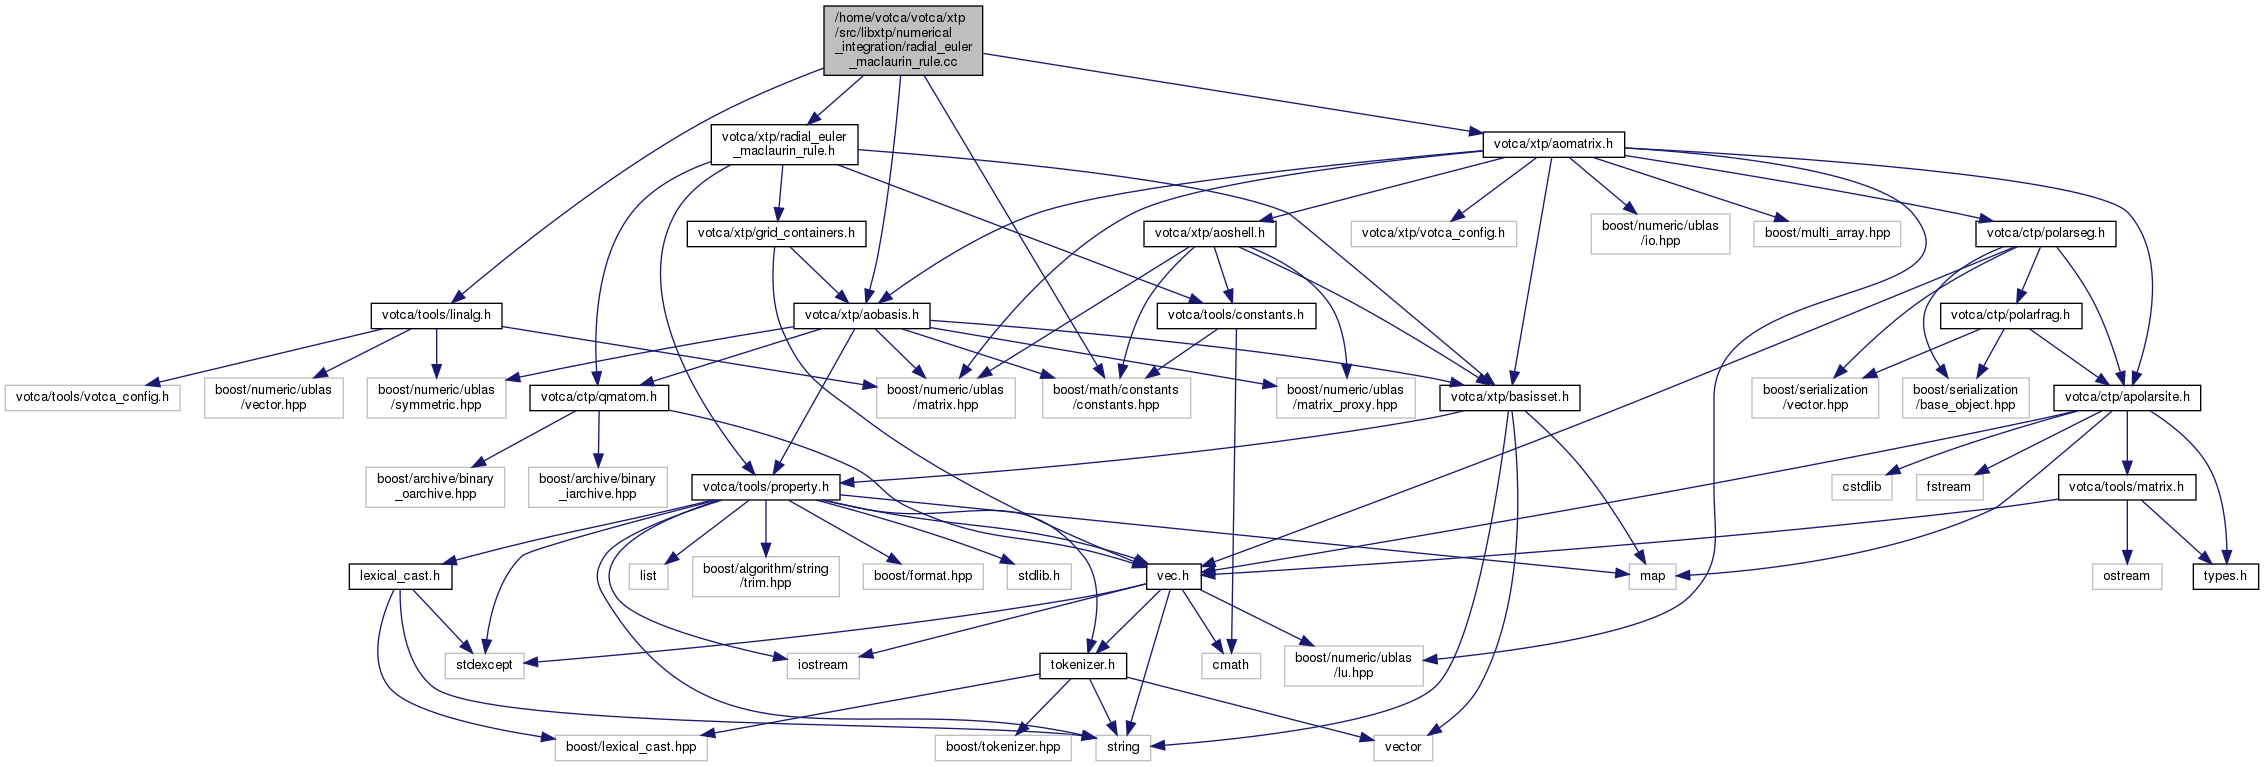 /home/votca/votca/xtp
/src/libxtp/numerical
_integration/radial_euler
_maclaurin_rule.cc
votca/xtp/radial_euler
_maclaurin_rule.h
votca/xtp/aomatrix.h
votca/xtp/grid_containers.h
votca/xtp/aoshell.h
votca/xtp/votca_config.h
boost/numeric/ublas
/io.hpp
boost/multi_array.hpp
votca/ctp/polarseg.h
votca/tools/linalg.h
votca/xtp/aobasis.h
votca/tools/constants.h
votca/ctp/polarfrag.h
votca/tools/votca_config.h
boost/numeric/ublas
/vector.hpp
boost/numeric/ublas
/symmetric.hpp
votca/ctp/qmatom.h
boost/numeric/ublas
/matrix.hpp
boost/math/constants
/constants.hpp
boost/numeric/ublas
/matrix_proxy.hpp
votca/xtp/basisset.h
boost/serialization
/vector.hpp
boost/serialization
/base_object.hpp
votca/ctp/apolarsite.h
boost/archive/binary
_oarchive.hpp
boost/archive/binary
_iarchive.hpp
votca/tools/property.h
cstdlib
fstream
votca/tools/matrix.h
lexical_cast.h
list
boost/algorithm/string
/trim.hpp
boost/format.hpp
stdlib.h
vec.h
map
ostream
types.h
stdexcept
iostream
tokenizer.h
cmath
boost/numeric/ublas
/lu.hpp
boost/lexical_cast.hpp
boost/tokenizer.hpp
string
vector